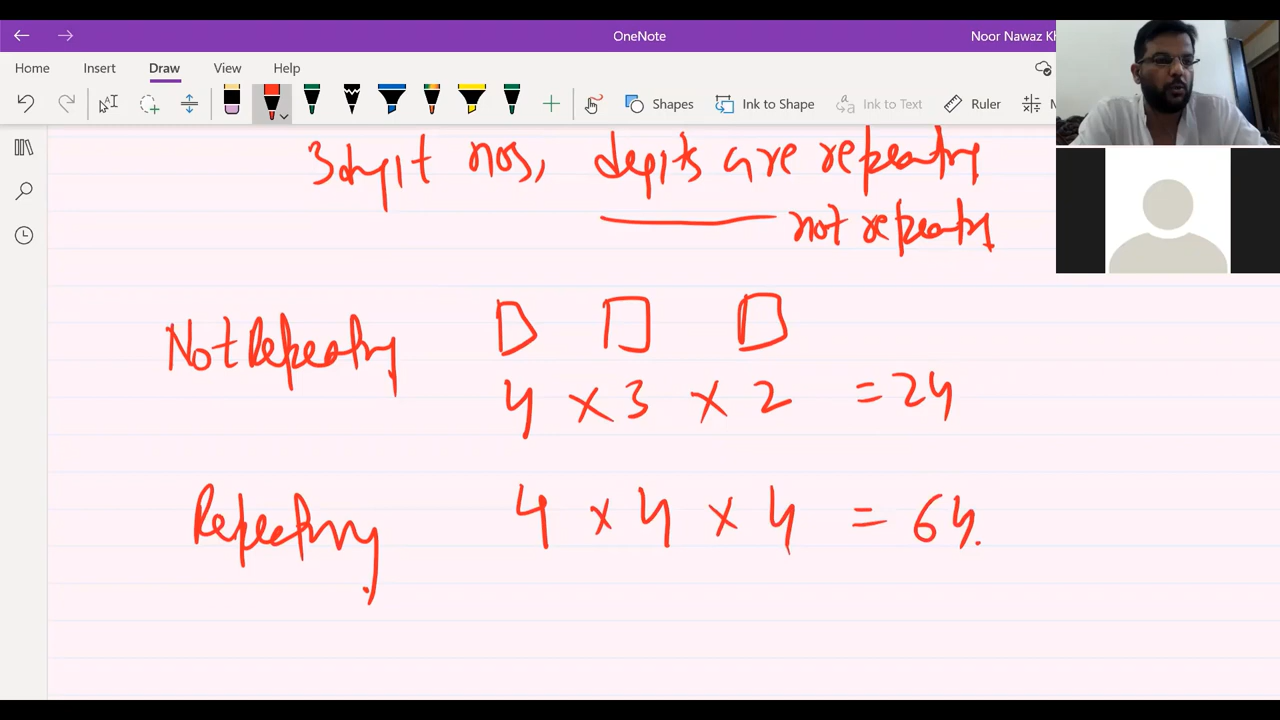 OneNote
Noor Nawaz Kh
Home Insert Draw View Help
Shapes Ink to Shape Ink to Text Ruler M
3 digit nos, digits are repeating
not repeating
Not Repeating
4 × 3 × 2 = 24
Repeating 4 × 4 × 4 = 64.